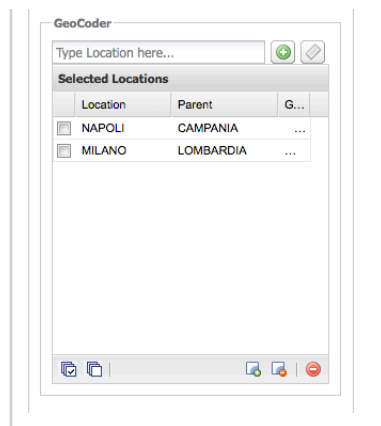 GeoCoder
Type Location here...
Selected Locations
Location Parent G...
NAPOLI CAMPANIA ...
MILANO LOMBARDIA ...